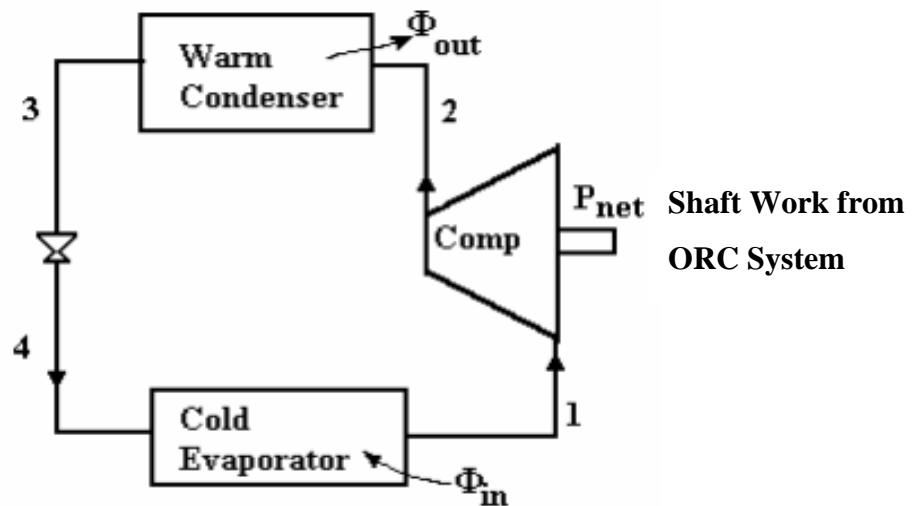 Warm
Condenser
Φout
3
2
Pnet
Shaft Work from
ORC System
Comp
4
1
Cold
Evaporator
Φin